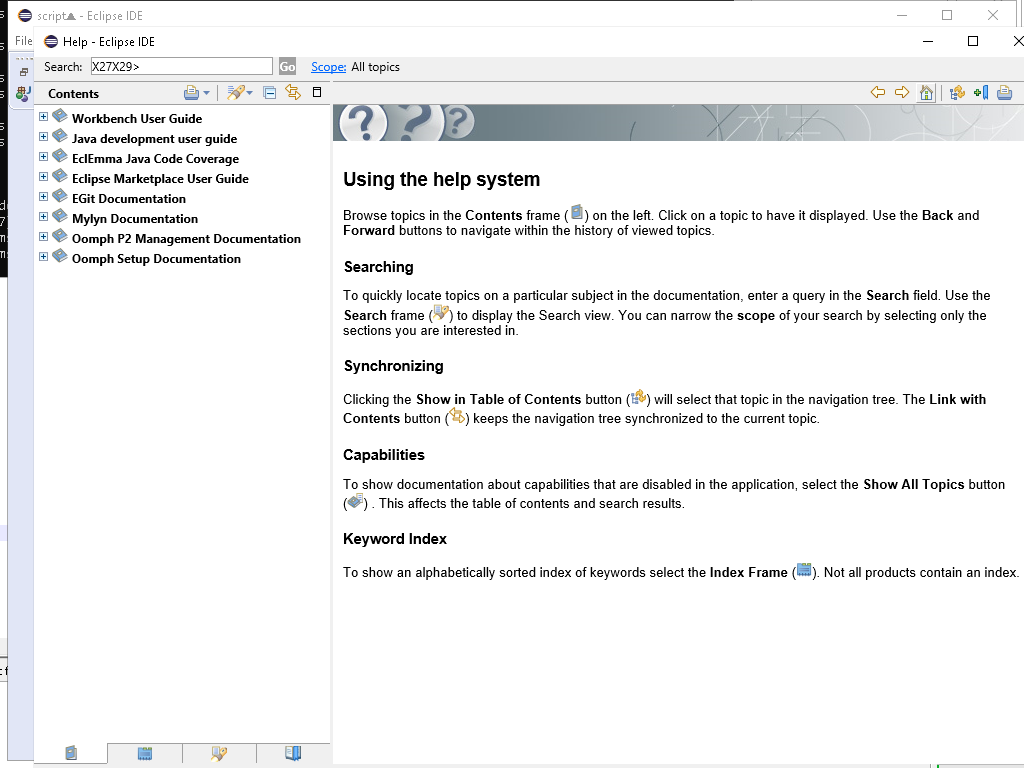 script - Eclipse IDE
File
Help - Eclipse IDE
Search: X27X29> Go Scope: All topics
Contents
Workbench User Guide
Java development user guide
EclEmma Java Code Coverage
Eclipse Marketplace User Guide
EGit Documentation
Mylyn Documentation
Oomph P2 Management Documentation
Oomph Setup Documentation
Using the help system
Browse topics in the Contents frame ( ) on the left. Click on a topic to have it displayed. Use the Back and
Forward buttons to navigate within the history of viewed topics.
Searching
To quickly locate topics on a particular subject in the documentation, enter a query in the Search field. Use the
Search frame ( ) to display the Search view. You can narrow the scope of your search by selecting only the
sections you are interested in.
Synchronizing
Clicking the Show in Table of Contents button ( ) will select that topic in the navigation tree. The Link with
Contents button ( ) keeps the navigation tree synchronized to the current topic.
Capabilities
To show documentation about capabilities that are disabled in the application, select the Show All Topics button
( ) . This affects the table of contents and search results.
Keyword Index
To show an alphabetically sorted index of keywords select the Index Frame ( ). Not all products contain an index.